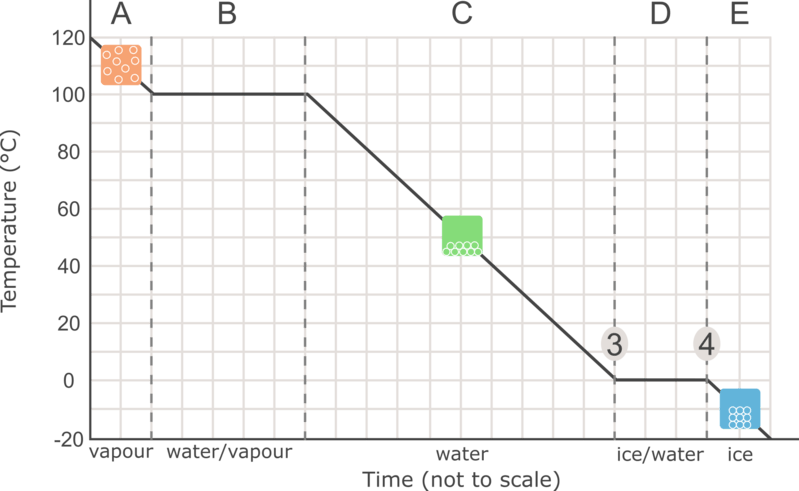 A B C D E
120
100
80
60
40
20
0
-20
Temperature (°C)
3 4
vapour water/vapour water ice/water ice
Time (not to scale)